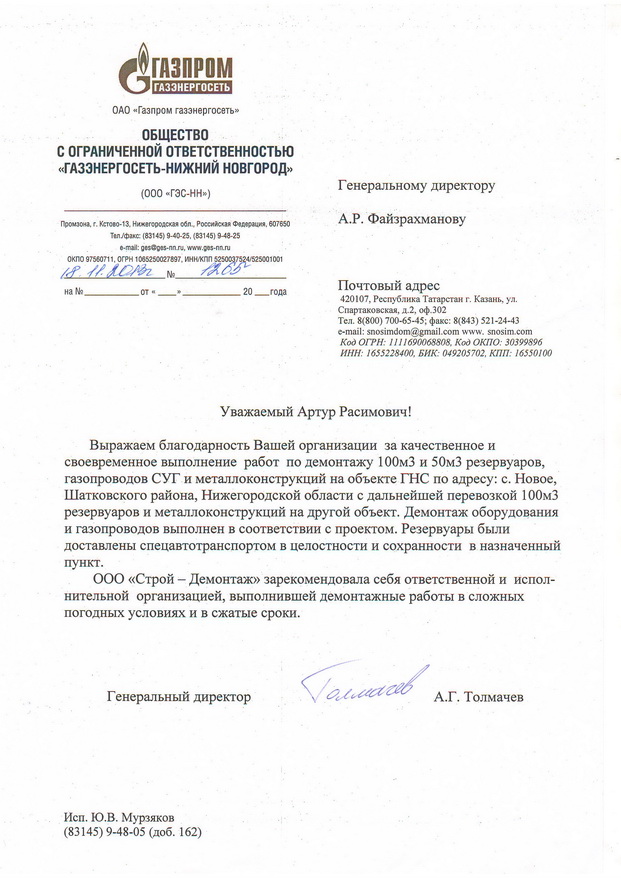 ГАЗПРОМ
ГАЗЭНЕРГОСЕТЬ
ОАО «Газпром газэнергосеть»
ОБЩЕСТВО
С ОГРАНИЧЕННОЙ ОТВЕТСТВЕННОСТЬЮ
«ГАЗЭНЕРГОСЕТЬ-НИЖНИЙ НОВГОРОД»
(ООО «ГЭС-НН»)
Промзона, г. Кстово-13, Нижегородская обл., Российская Федерация, 607650
Тел./факс: (83145) 9-40-25, (83145) 9-48-25
e-mail: ges@ges-nn.ru, www.ges-nn.ru
ОКПО 97560711, ОГРН 1065250027897, ИНН/КПП 5250037524/525001001
18.11.2013г № 1265
на № от « » 20 года
Генеральному директору
А.Р. Файзрахманову
Почтовый адрес
420107, Республика Татарстан г. Казань, ул.
Спартаковская, д.2, оф.302
Тел. 8(800) 700-65-45; факс: 8(843) 521-24-43
e-mail: snosimdom@gmail.com www. snosim.com
Код ОГРН: 1111690068808, Код ОКПО: 30399896
ИНН: 1655228400, БИК: 049205702, КПП: 16550100
Уважаемый Артур Расимович!
Выражаем благодарность Вашей организации за качественное и
своевременное выполнение работ по демонтажу 100м3 и 50м3 резервуаров,
газопроводов СУГ и металлоконструкций на объекте ГНС по адресу: с. Новое,
Шатковского района, Нижегородской области с дальнейшей перевозкой 100м3
резервуаров и металлоконструкций на другой объект. Демонтаж оборудования
и газопроводов выполнен в соответствии с проектом. Резервуары были
доставлены спецавтотранспортом в целостности и сохранности в назначенный
пункт.
ООО «Строй – Демонтаж» зарекомендовала себя ответственной и испол-
нительной организацией, выполнившей демонтажные работы в сложных
погодных условиях и в сжатые сроки.
Генеральный директор Толмачев А.Г. Толмачев
Исп. Ю.В. Мурзяков
(83145) 9-48-05 (доб. 162)